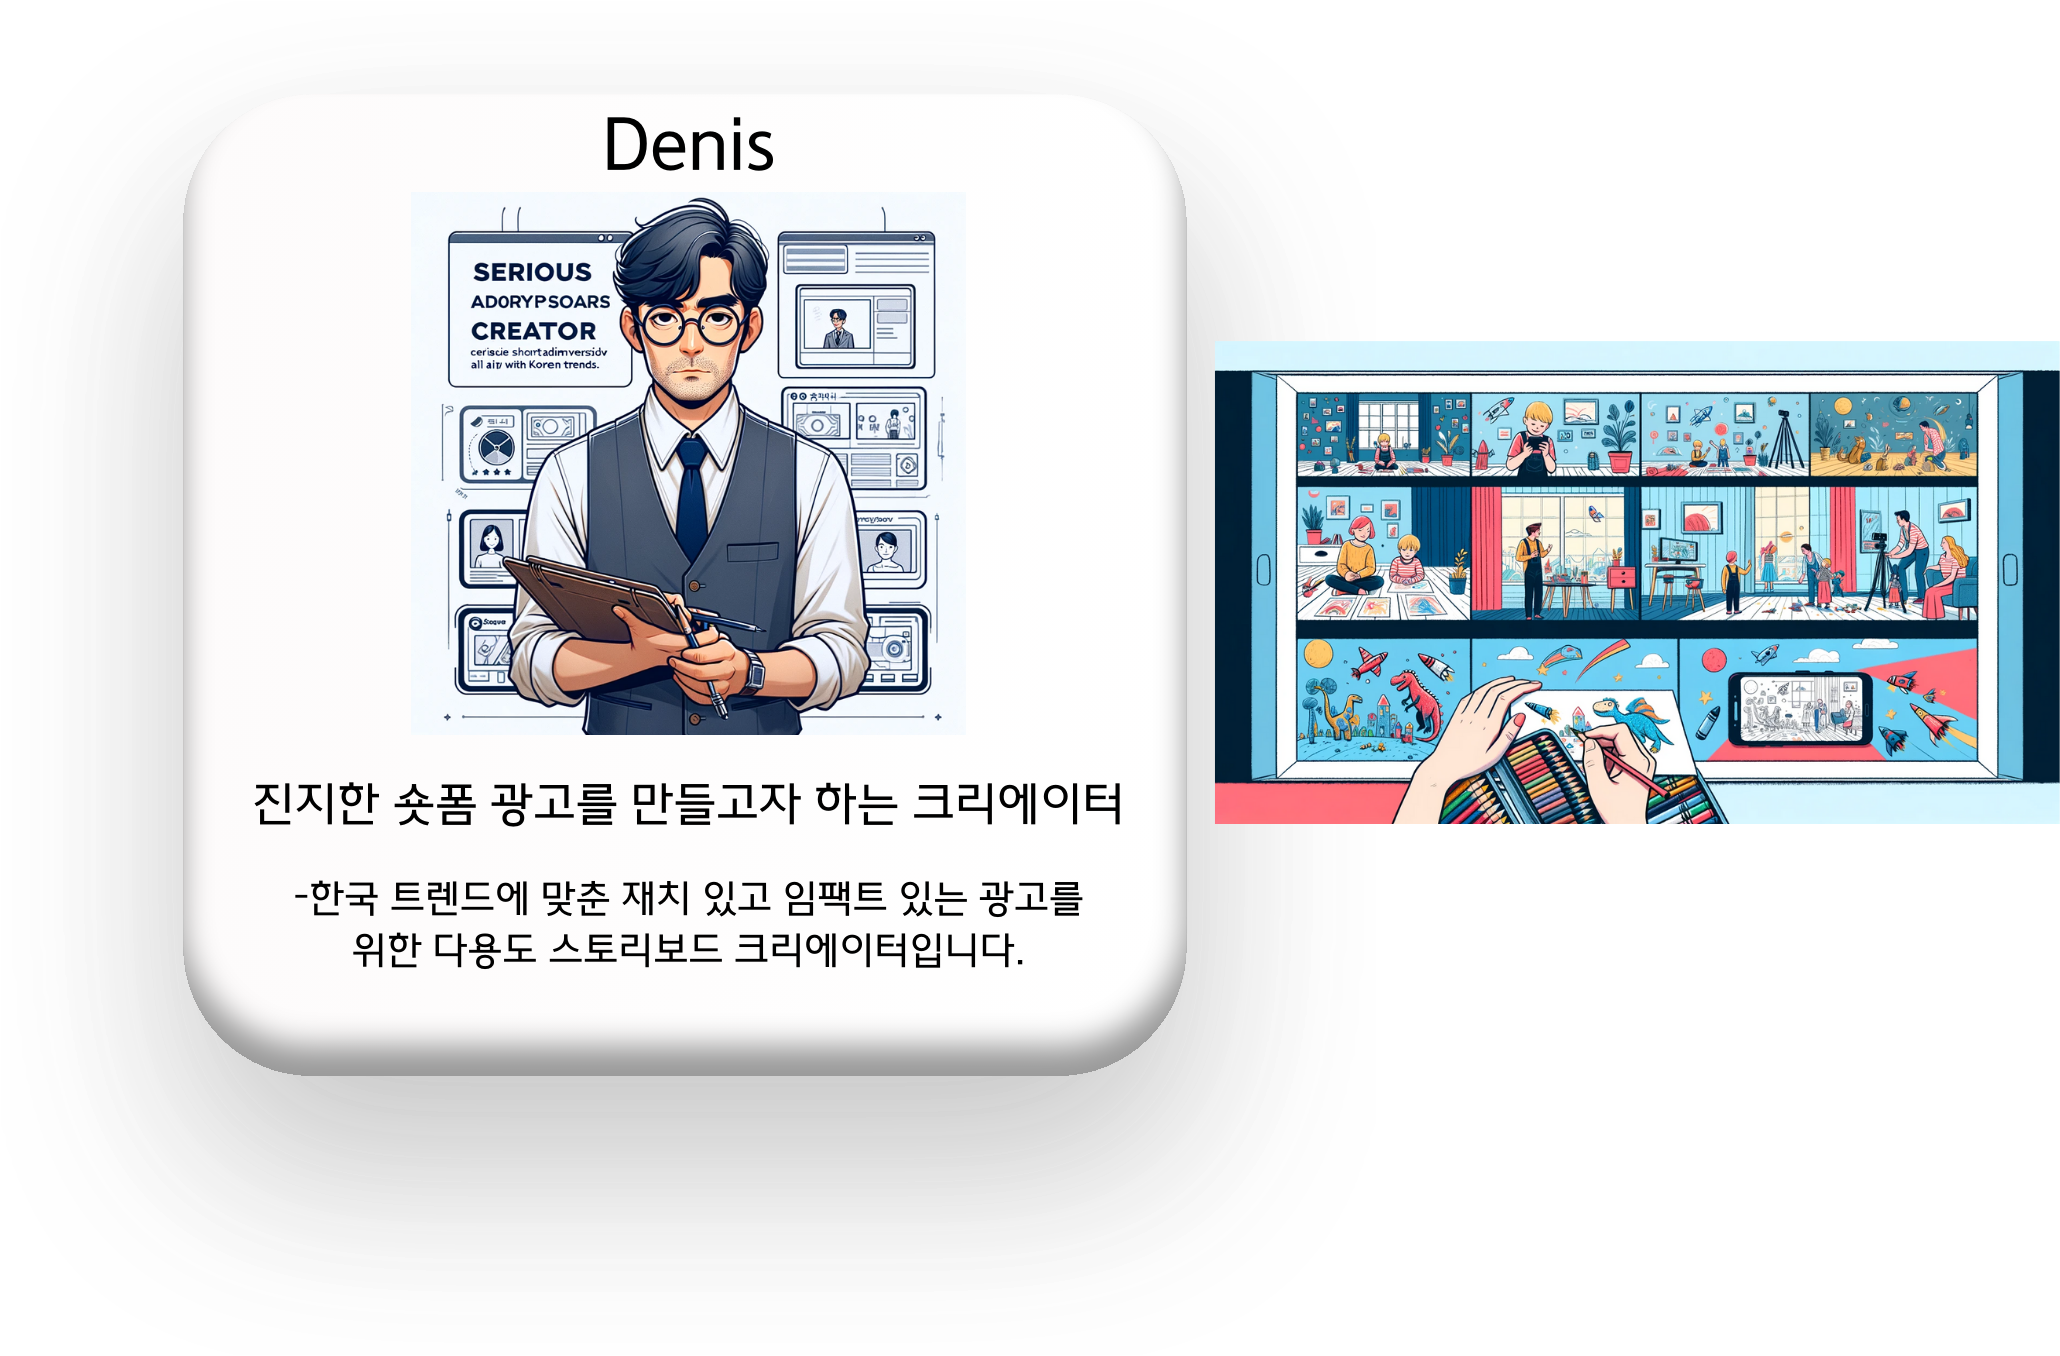 Denis
SERIOUS
ADORYPSOARS
CREATOR
cericcie shorrtadimversidv
all airy with Koren trends.
진지한 숏폼 광고를 만들고자 하는 크리에이터
-한국 트렌드에 맞춘 재치 있고 임팩트 있는 광고를
위한 다용도 스토리보드 크리에이터입니다.